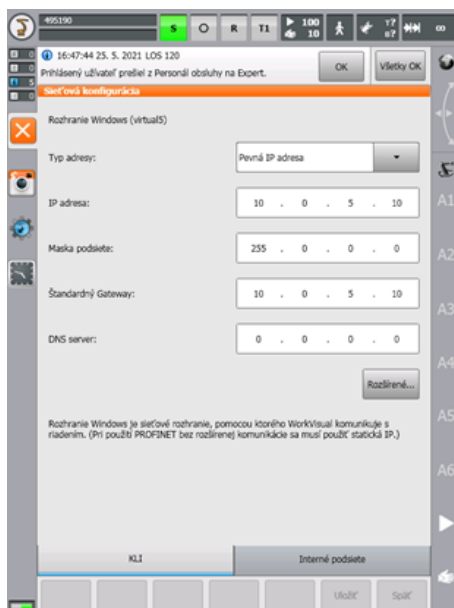 495190
S O R T1 100 10 T? B? ∞
0
0
5
0
16:47:44 25. 5. 2021 LOS 120
Prihlásený užívateľ prešiel z Personál obsluhy na Expert.
OK
Všetky OK
Sieťová konfigurácia
Rozhranie Windows (virtual5)
Typ adresy:
Pevná IP adresa
IP adresa:
10 . 0 . 5 . 10
Maska podsiete:
255 . 0 . 0 . 0
Štandardný Gateway:
10 . 0 . 5 . 10
DNS server:
0 . 0 . 0 . 0
Rozšírené...
Rozhranie Windows je sieťové rozhranie, pomocou ktorého WorkVisual komunikuje s
riadením. (Pri použití PROFINET bez rozšírenej komunikácie sa musí použiť statická IP.)
A1
A2
A3
A4
A5
A6
KLI
Interné podsiete
Uložiť
Späť